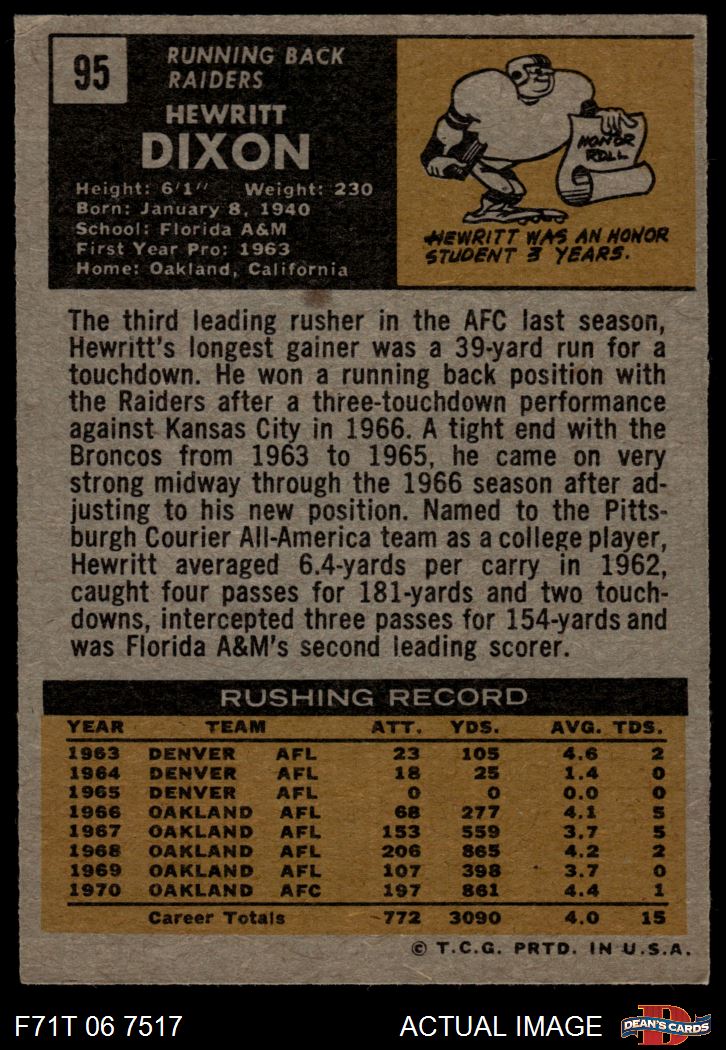 95
RUNNING BACK
RAIDERS
HEWRITT
DIXON
Height: 6'1" Weight: 230
Born: January 8, 1940
School: Florida A&M
First Year Pro: 1963
Home: Oakland, California
HONOR
ROLL
HEWRITT WAS AN HONOR
STUDENT 3 YEARS.
The third leading rusher in the AFC last season,
Hewritt's longest gainer was a 39-yard run for a
touchdown. He won a running back position with
the Raiders after a three-touchdown performance
against Kansas City in 1966. A tight end with the
Broncos from 1963 to 1965, he came on very
strong midway through the 1966 season after ad-
justing to his new position. Named to the Pitts-
burgh Courier All-America team as a college player,
Hewritt averaged 6.4-yards per carry in 1962,
caught four passes for 181-yards and two touch-
downs, intercepted three passes for 154-yards and
was Florida A&M's second leading scorer.
RUSHING RECORD
YEAR TEAM ATT. YDS. AVG. TDS.
1963 DENVER AFL 23 105 4.6 2
1964 DENVER AFL 18 25 1.4 0
1965 DENVER AFL 0 0 0.0 0
1966 OAKLAND AFL 68 277 4.1 5
1967 OAKLAND AFL 153 559 3.7 5
1968 OAKLAND AFL 206 865 4.2 2
1969 OAKLAND AFL 107 398 3.7 0
1970 OAKLAND AFC 197 861 4.4 1
Career Totals 772 3090 4.0 15
© T.C.G. PRTD. IN U.S.A.
F71T 06 7517 ACTUAL IMAGE D DEAN'S CARDS